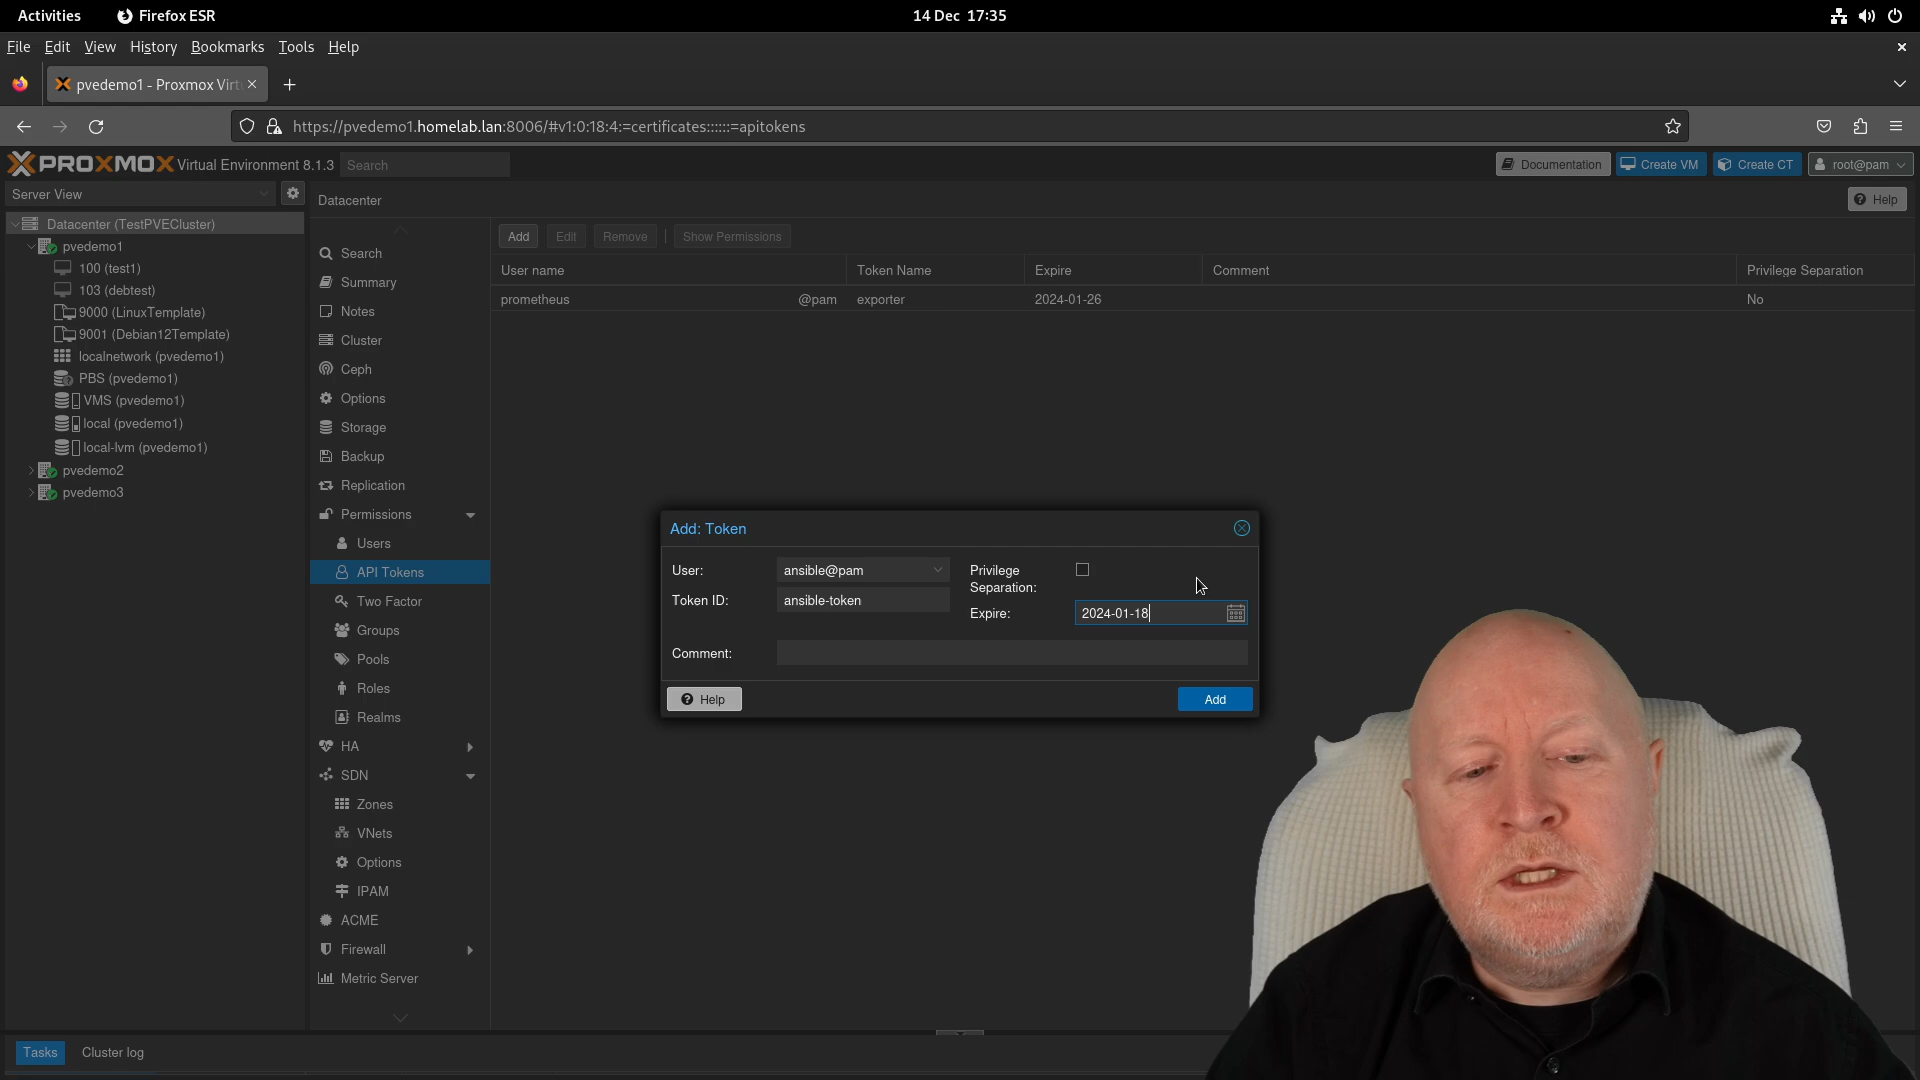 Activities Firefox ESR 14 Dec 17:35
File Edit View History Bookmarks Tools Help
pvedemo1 - Proxmox Virt
https://pvedemo1.homelab.lan:8006/#v1:0:18:4:=certificates::::::=apitokens
PROXMOX Virtual Environment 8.1.3 Search Documentation Create VM Create CT root@pam
Server View
Datacenter (TestPVECluster)
pvedemo1
100 (test1)
103 (debtest)
9000 (LinuxTemplate)
9001 (Debian12Template)
localnetwork (pvedemo1)
PBS (pvedemo1)
VMS (pvedemo1)
local (pvedemo1)
local-lvm (pvedemo1)
pvedemo2
pvedemo3
Datacenter Help
Search
Summary
Notes
Cluster
Ceph
Options
Storage
Backup
Replication
Permissions
Users
API Tokens
Two Factor
Groups
Pools
Roles
Realms
HA
SDN
Zones
VNets
Options
IPAM
ACME
Firewall
Metric Server
Add Edit Remove Show Permissions
User name Token Name Expire Comment Privilege Separation
prometheus @pam exporter 2024-01-26 No
Add: Token
User: ansible@pam
Token ID: ansible-token
Privilege
Separation:
Expire: 2024-01-18
Comment:
Help Add
Tasks Cluster log